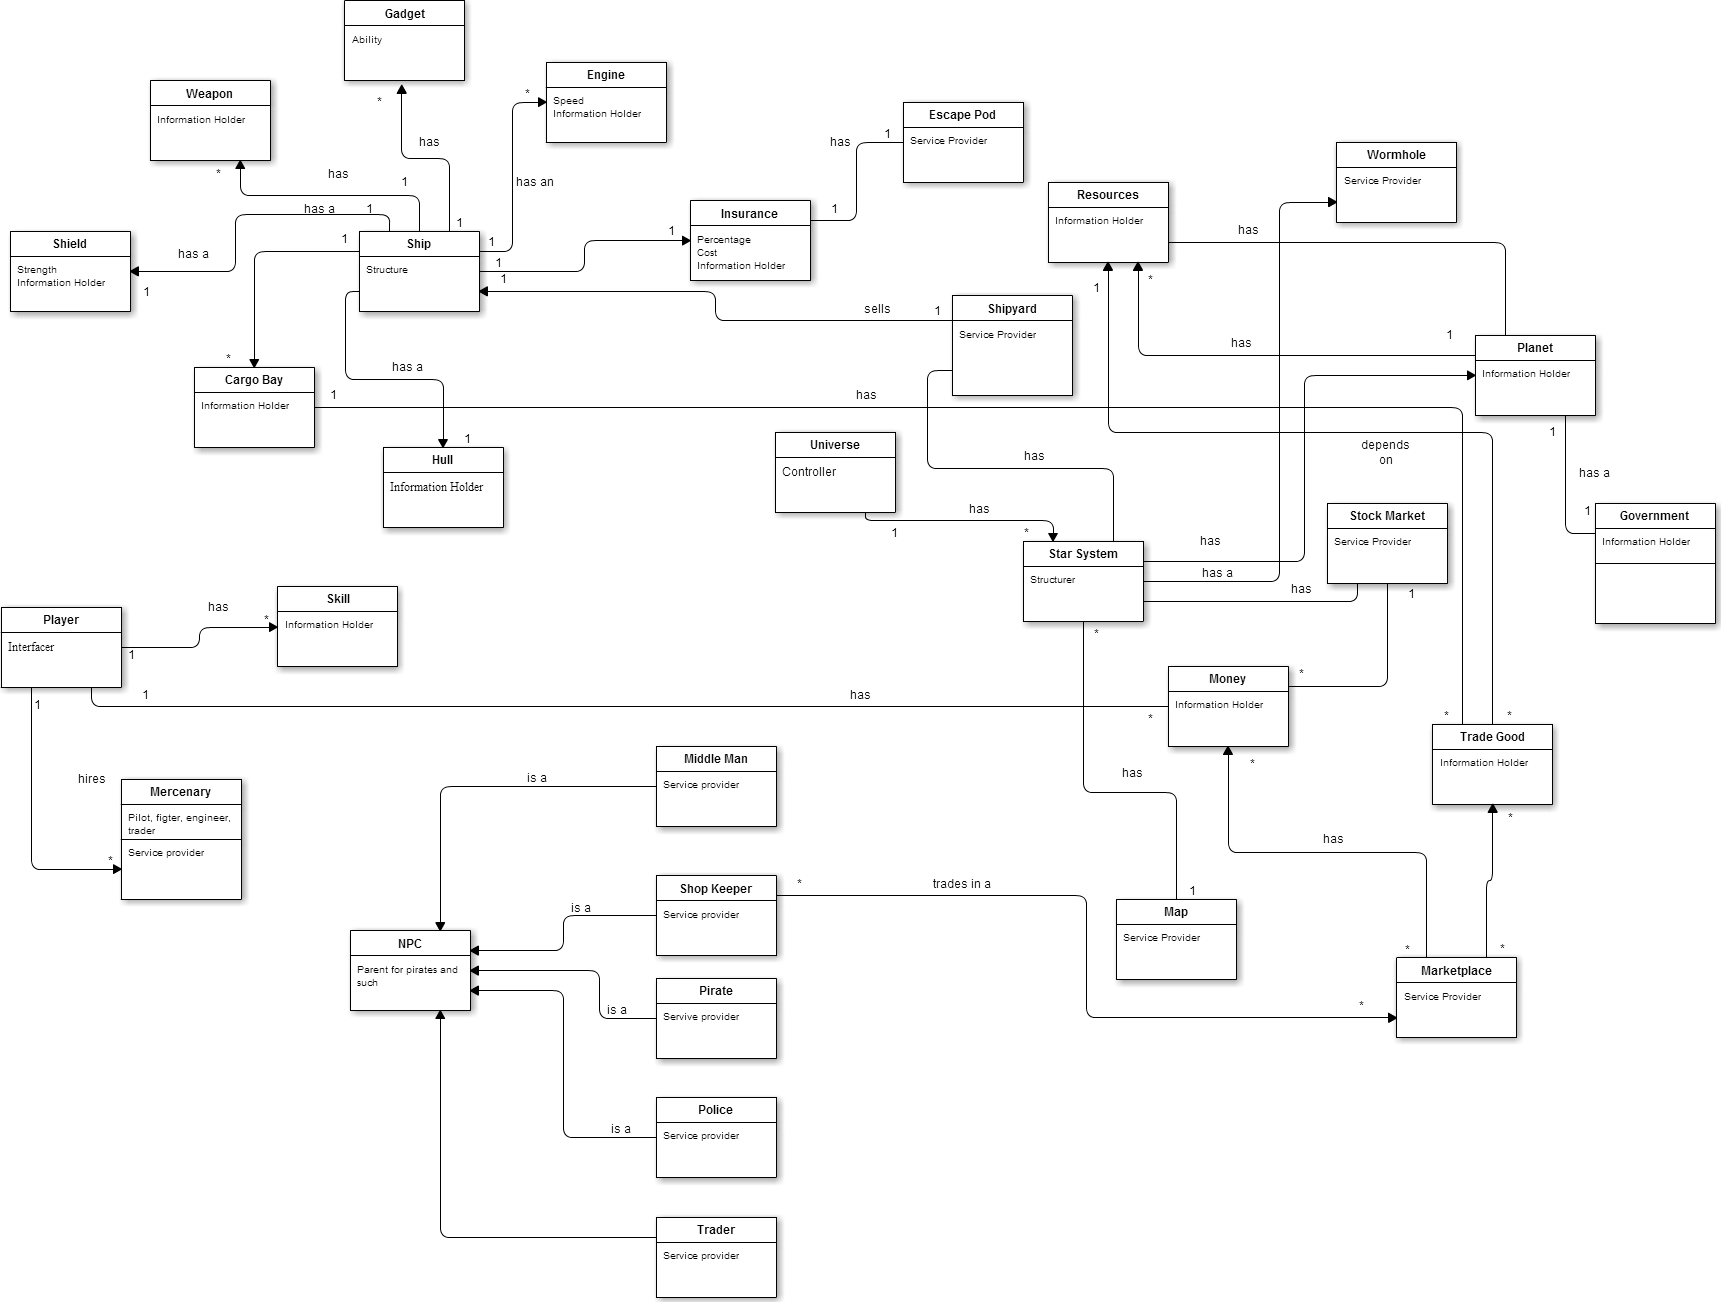 Gadget
Ability
*
has
Engine
Speed
Information Holder
*
has an
1
Weapon
Information Holder
*
has
1
1
Escape Pod
Service Provider
1
has
1
Insurance
Percentage
Cost
Information Holder
1
1
Wormhole
Service Provider
Resources
Information Holder
has
*
1
has a
1
has a
Shield
Strength
Information Holder
1
1
Ship
Structure
1
sells
1
Shipyard
Service Provider
has
1
Planet
Information Holder
*
Cargo Bay
Information Holder
1
has a
has
1
Hull
Information Holder
Universe
Controller
1
has
*
has
depends
on
1
has a
1
Government
Information Holder
Stock Market
Service Provider
1
Star System
Structurer
has
has a
has
*
Player
Interfacer
1
has
*
Skill
Information Holder
1
1
has
*
Money
Information Holder
*
*
*
*
Trade Good
Information Holder
*
hires
*
Mercenary
Pilot, figter, engineer,
trader
Service provider
Middle Man
Service provider
is a
has
has
Shop Keeper
Service provider
is a
*
trades in a
*
1
Map
Service Provider
*
*
Marketplace
Service Provider
NPC
Parent for pirates and
such
Pirate
Servive provider
is a
Police
Service provider
is a
Trader
Service provider